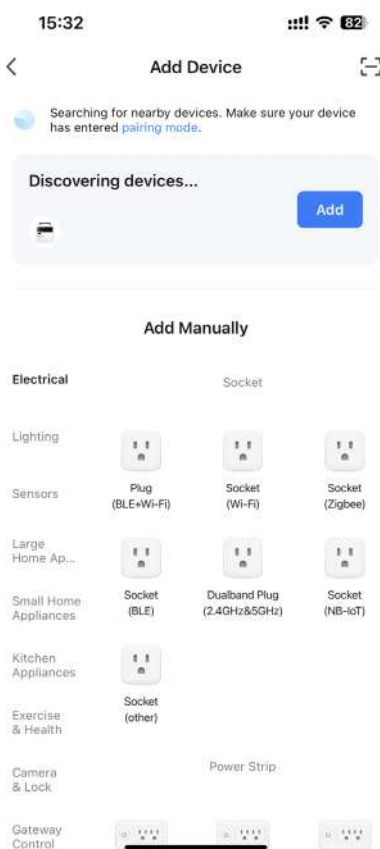 15:32
82
Add Device
Searching for nearby devices. Make sure your device
has entered pairing mode.
Discovering devices...
Add
Add Manually
Electrical
Socket
Lighting
Plug
(BLE+Wi-Fi)
Socket
(Wi-Fi)
Socket
(Zigbee)
Sensors
Large
Home Ap...
Socket
(BLE)
Dualband Plug
(2.4GHz&5GHz)
Socket
(NB-IoT)
Small Home
Appliances
Kitchen
Appliances
Socket
(other)
Exercise
& Health
Power Strip
Camera
& Lock
Gateway
Control